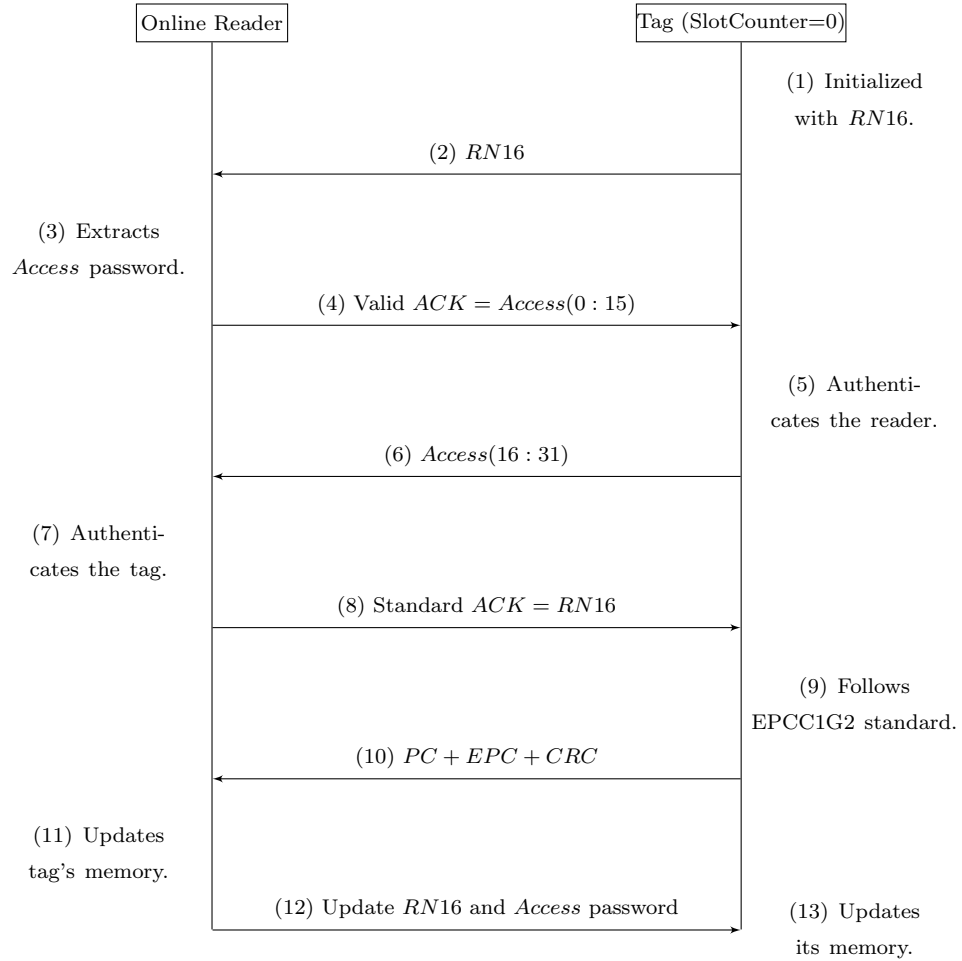 Online Reader
Tag (SlotCounter=0)
(1) Initialized
with RN16.
(2) RN16
(3) Extracts
Access password.
(4) Valid ACK = Access(0 : 15)
(5) Authenti-
cates the reader.
(6) Access(16 : 31)
(7) Authenti-
cates the tag.
(8) Standard ACK = RN16
(9) Follows
EPCC1G2 standard.
(10) PC + EPC + CRC
(11) Updates
tag's memory.
(12) Update RN16 and Access password
(13) Updates
its memory.